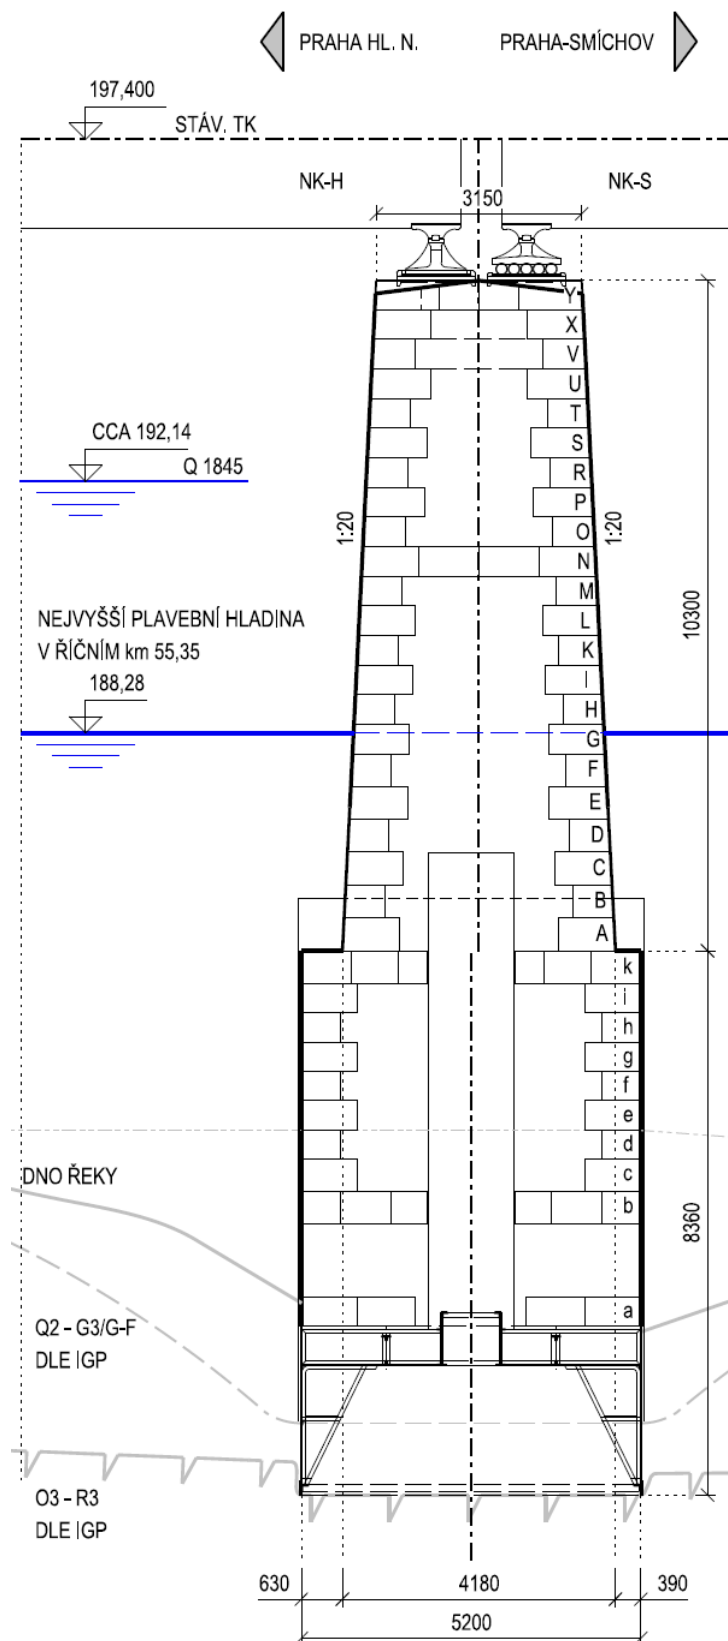 PRAHA HL. N. PRAHA-SMÍCHOV
197,400
STÁV. TK
NK-H NK-S
3150
Y
X
V
U
T
CCA 192,14
S
Q 1845
R
P
1:20 1:20
O
N
M
10300
NEJVYŠŠÍ PLAVEBNÍ HLADINA
L
V ŘÍČNÍM km 55,35
K
188,28
I
H
G
F
E
D
C
B
A
k
i
h
g
f
e
d
DNO ŘEKY
c
b
8360
a
Q2 - G3/G-F
DLE IGP
O3 - R3
DLE IGP
630 4180 390
5200